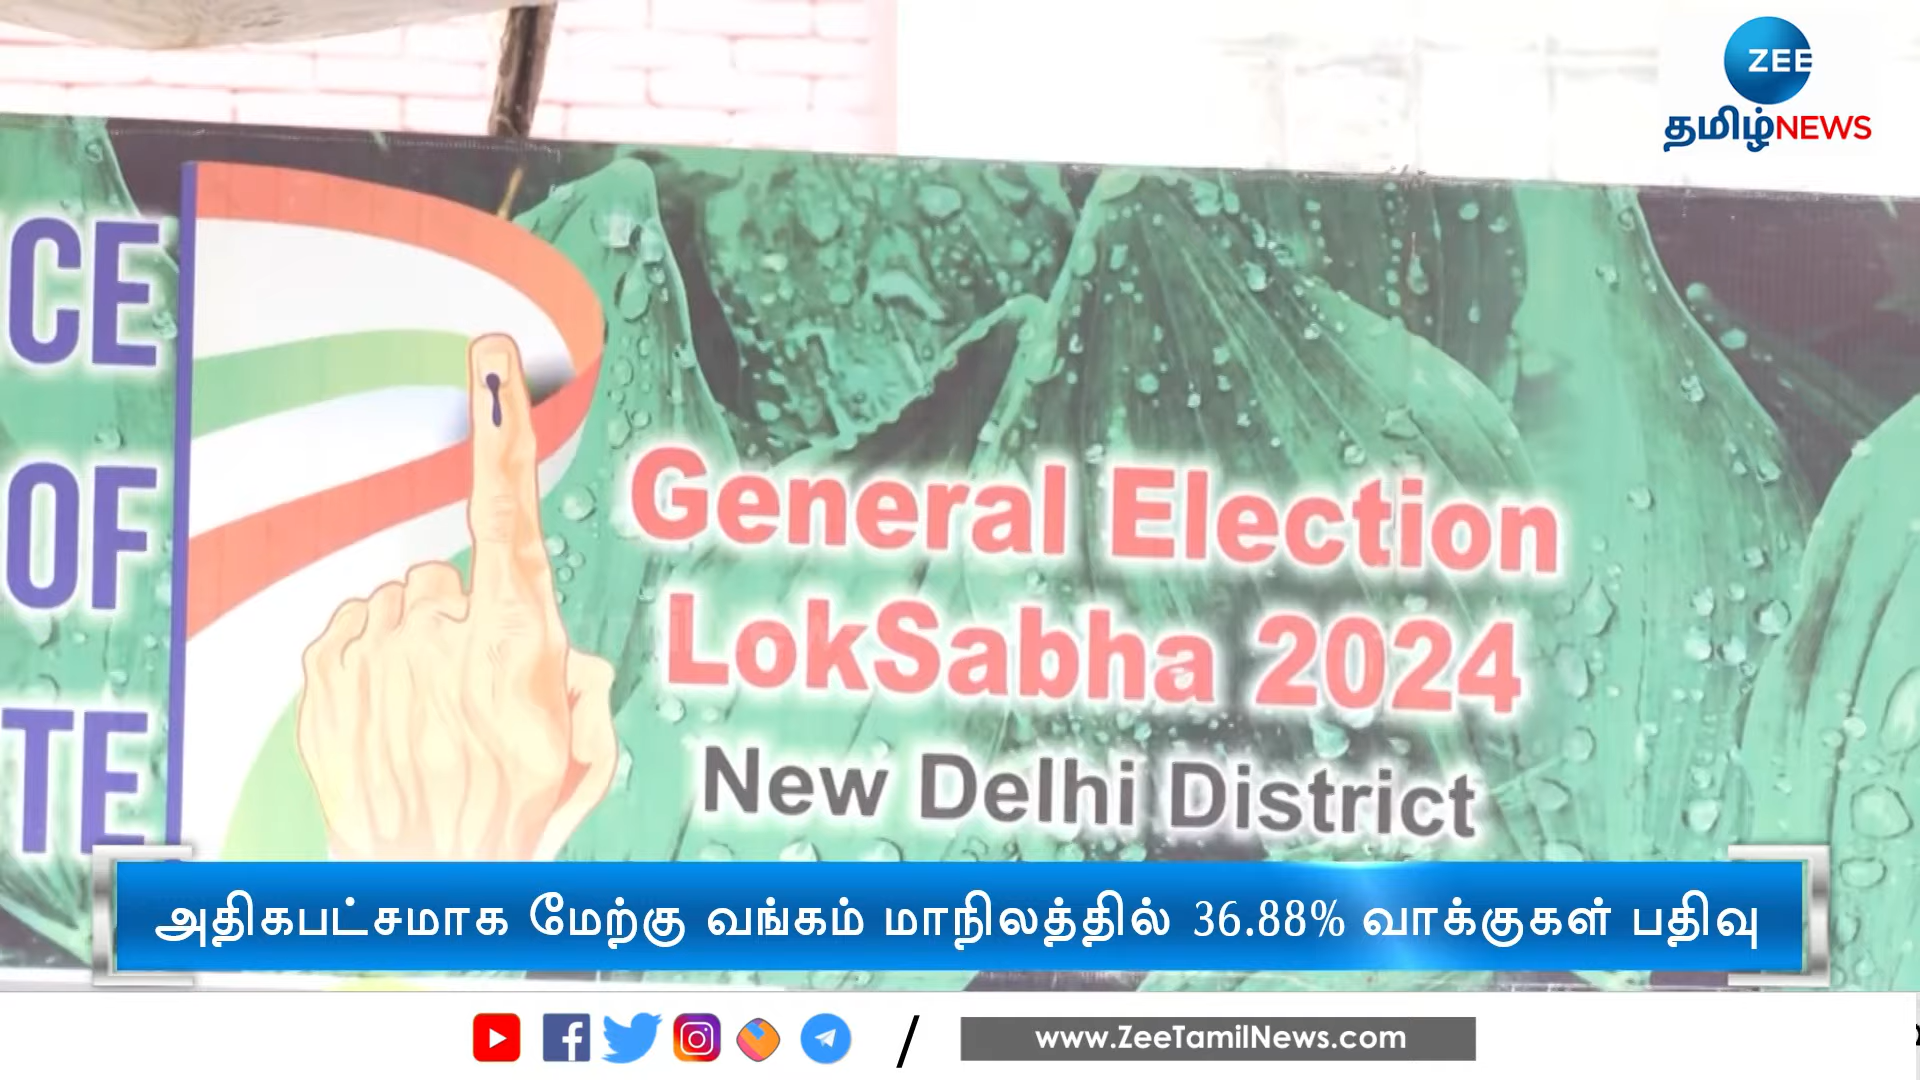 ZEE
தமிழ்NEWS
CE
OF
TE
General Election
LokSabha 2024
New Delhi District
அதிகபட்சமாக மேற்கு வங்கம் மாநிலத்தில் 36.88% வாக்குகள் பதிவு
/ www.ZeeTamilNews.com